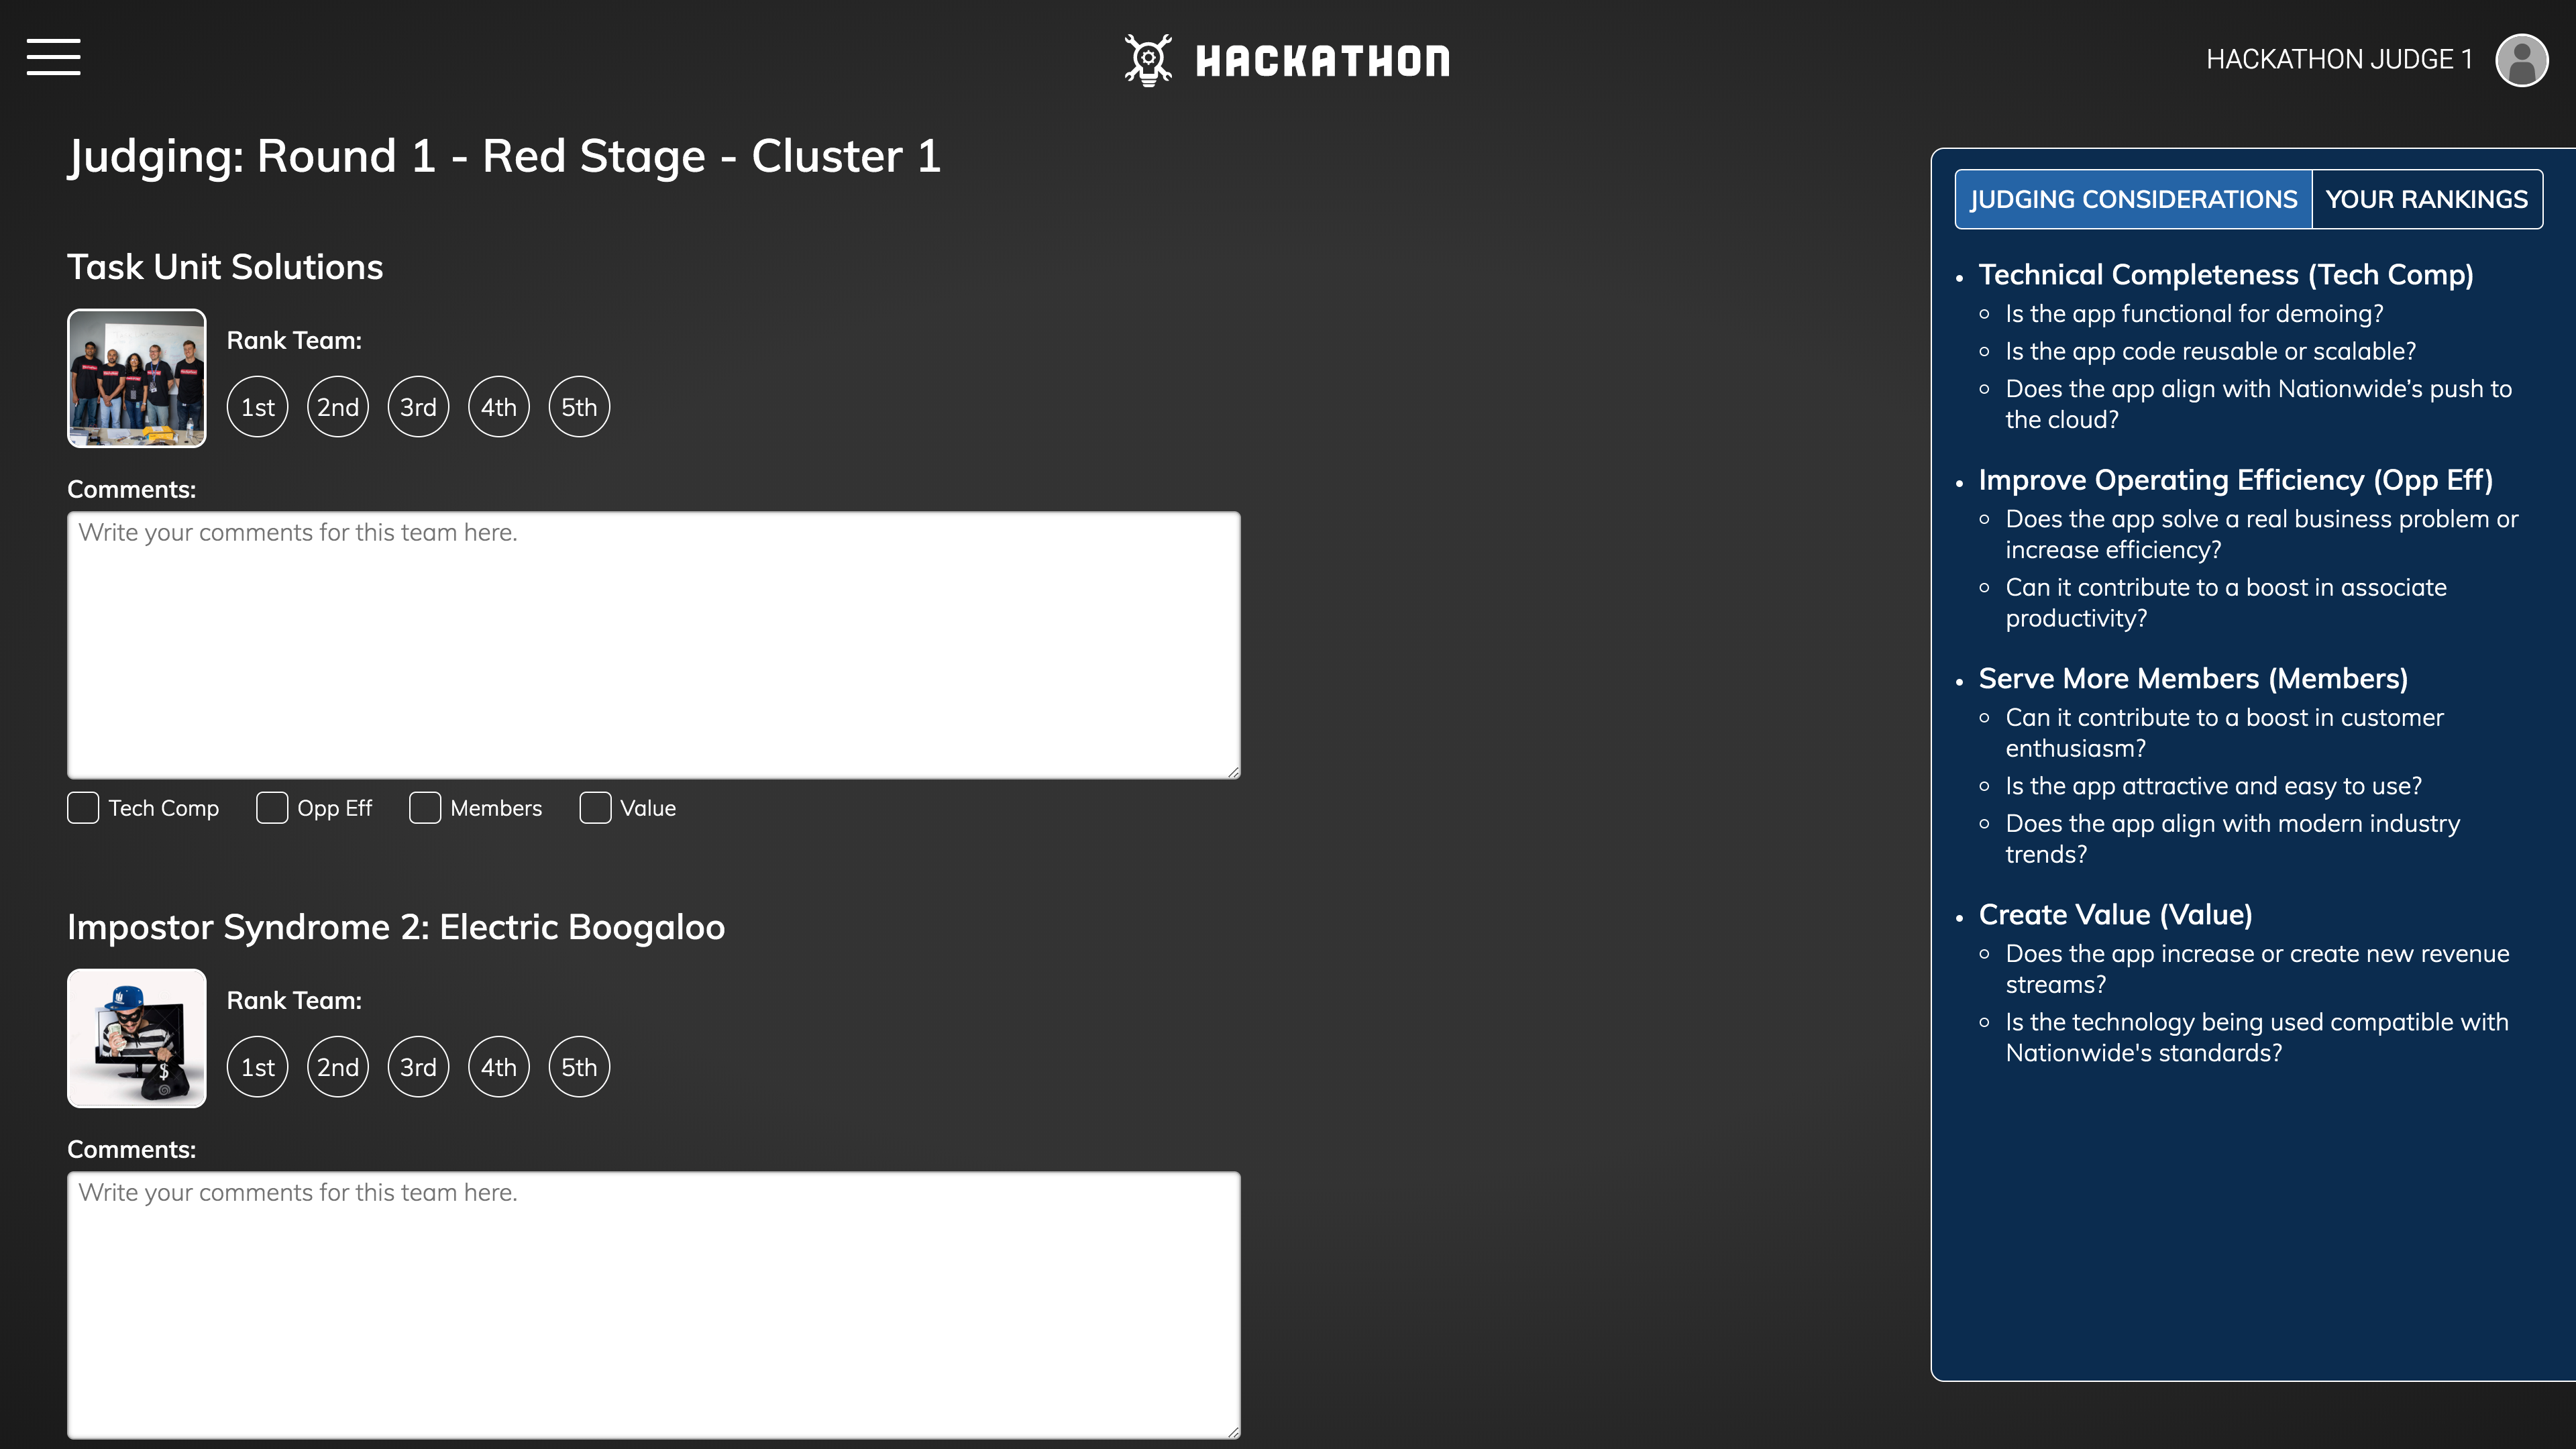 HACKATHON
HACKATHON JUDGE 1
Judging: Round 1 - Red Stage - Cluster 1
Task Unit Solutions
Rank Team:
1st 2nd 3rd 4th 5th
Comments:
Write your comments for this team here.
Tech Comp Opp Eff Members Value
Impostor Syndrome 2: Electric Boogaloo
Rank Team:
1st 2nd 3rd 4th 5th
$
Comments:
Write your comments for this team here.
JUDGING CONSIDERATIONS YOUR RANKINGS
Technical Completeness (Tech Comp)
Is the app functional for demoing?
Is the app code reusable or scalable?
Does the app align with Nationwide’s push to
the cloud?
Improve Operating Efficiency (Opp Eff)
Does the app solve a real business problem or
increase efficiency?
Can it contribute to a boost in associate
productivity?
Serve More Members (Members)
Can it contribute to a boost in customer
enthusiasm?
Is the app attractive and easy to use?
Does the app align with modern industry
trends?
Create Value (Value)
Does the app increase or create new revenue
streams?
Is the technology being used compatible with
Nationwide's standards?